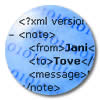 <?xml version
<note>
<from>Jani<
<to>Tove</
<message>
</note>